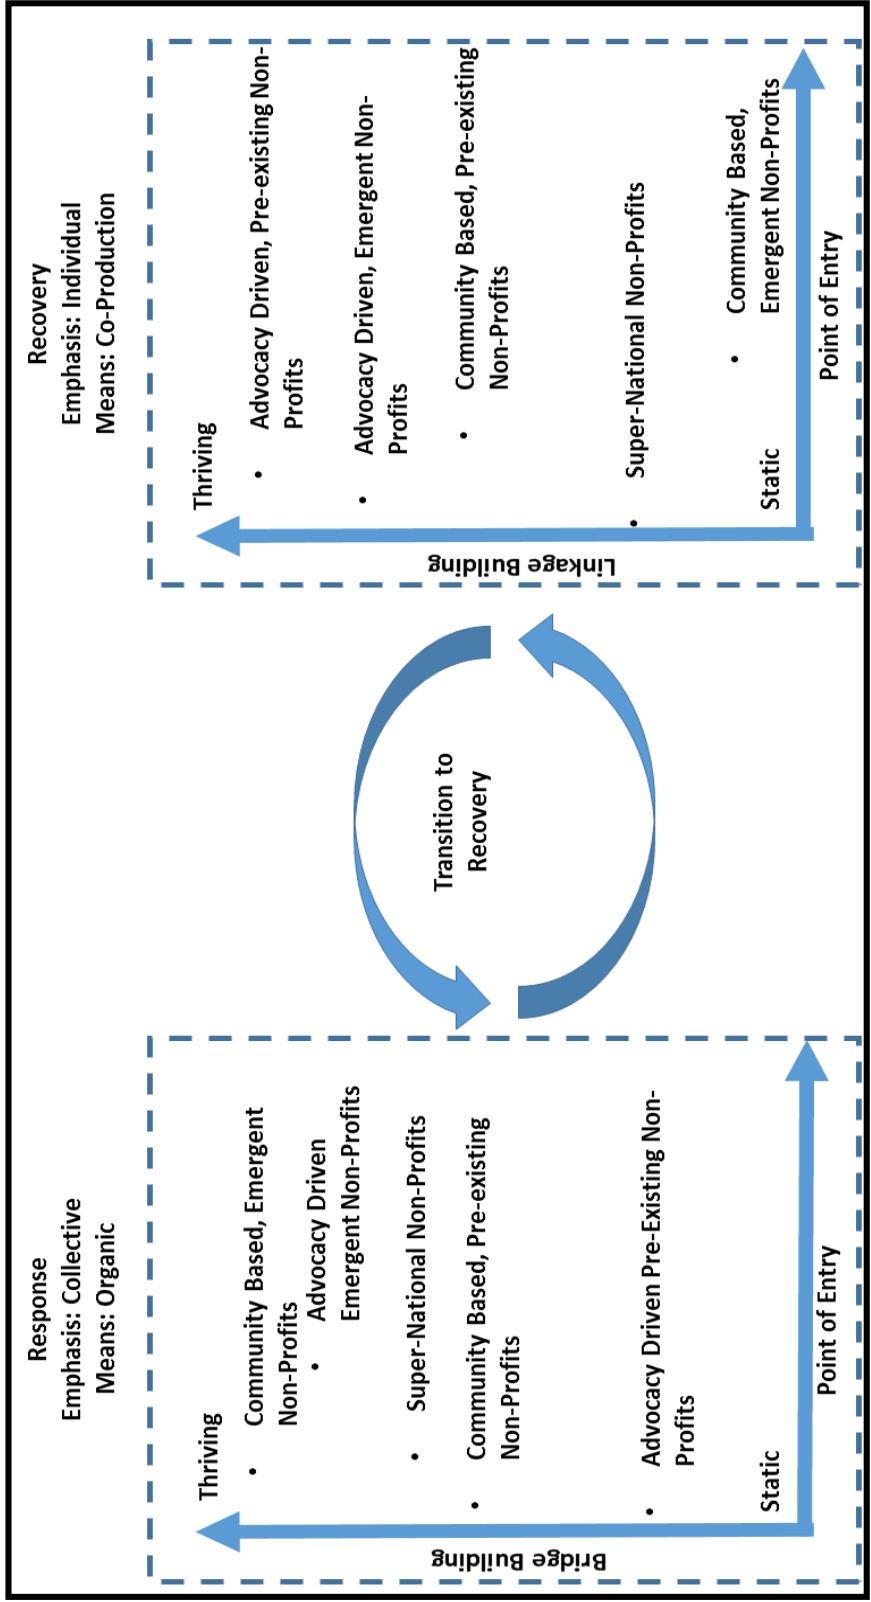 Response
Emphasis: Collective
Means: Organic
Bridge Building
Thriving
• Community Based, Emergent
Non-Profits
• Advocacy Driven
Emergent Non-Profits
• Super-National Non-Profits
• Community Based, Pre-existing
Non-Profits
• Advocacy Driven Pre-Existing Non-
Profits
Static
Point of Entry
Transition to
Recovery
Recovery
Emphasis: Individual
Means: Co-Production
Linkage Building
Thriving
• Advocacy Driven, Pre-existing Non-
Profits
• Advocacy Driven, Emergent Non-
Profits
• Community Based, Pre-existing
Non-Profits
• Super-National Non-Profits
• Community Based,
Emergent Non-Profits
Static
Point of Entry